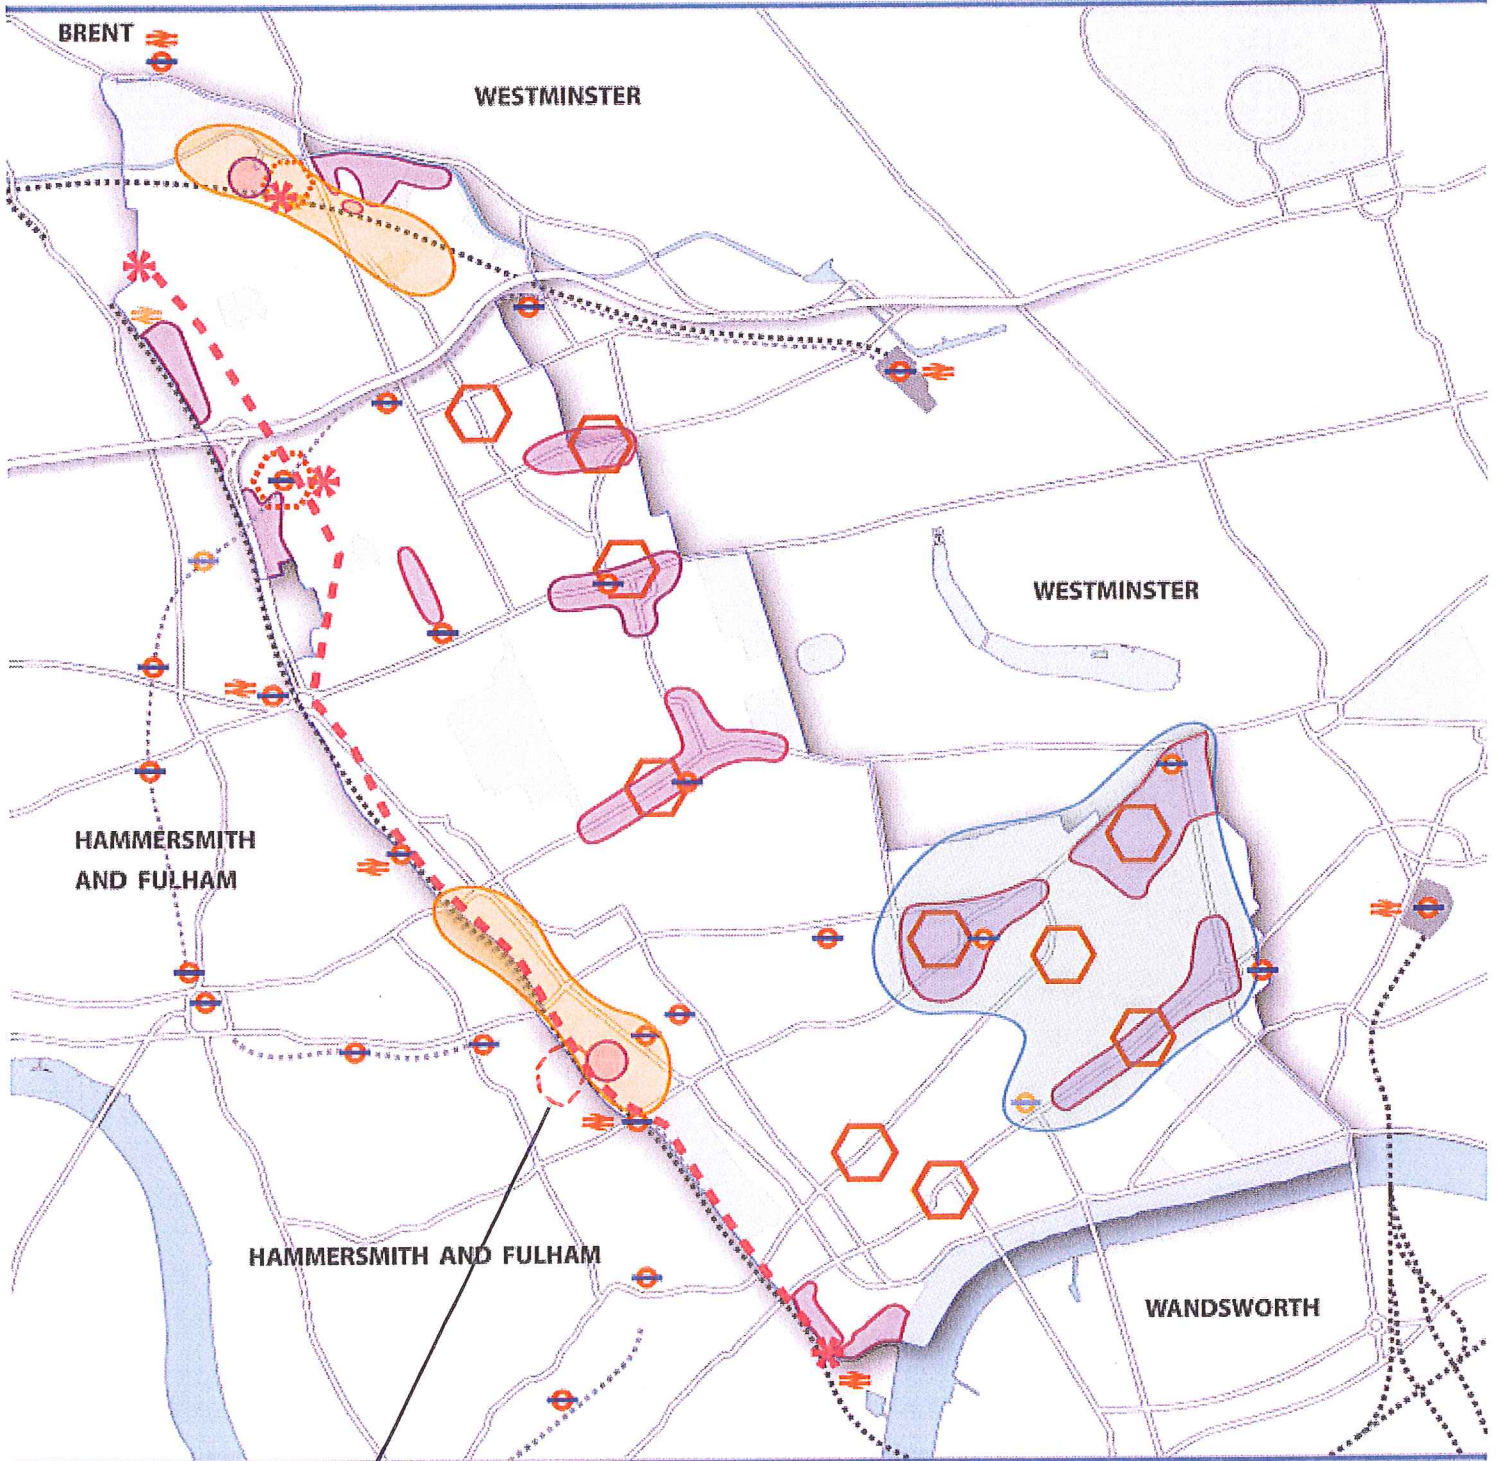 BRENT
WESTMINSTER
WESTMINSTER
HAMMERSMITH
AND FULHAM
HAMMERSMITH AND FULHAM
WANDSWORTH